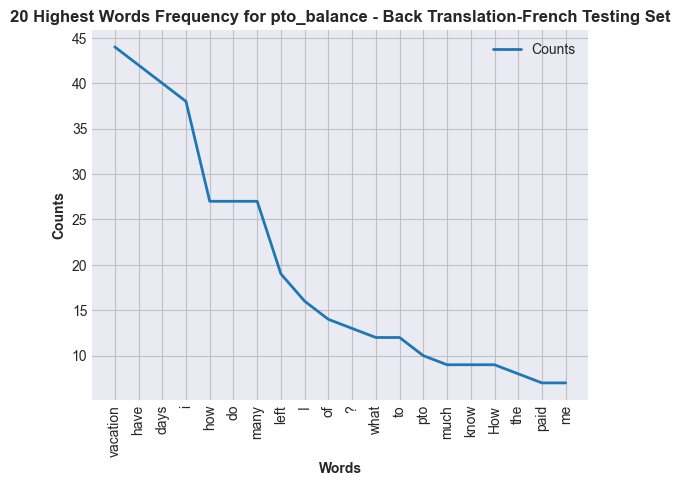 20 Highest Words Frequency for pto_balance - Back Translation-French Testing Set
Counts
45
40
35
30
25
20
15
10
Counts
vacation
have
days
i
how
do
many
left
I
of
?
what
to
pto
much
know
How
the
paid
me
Words